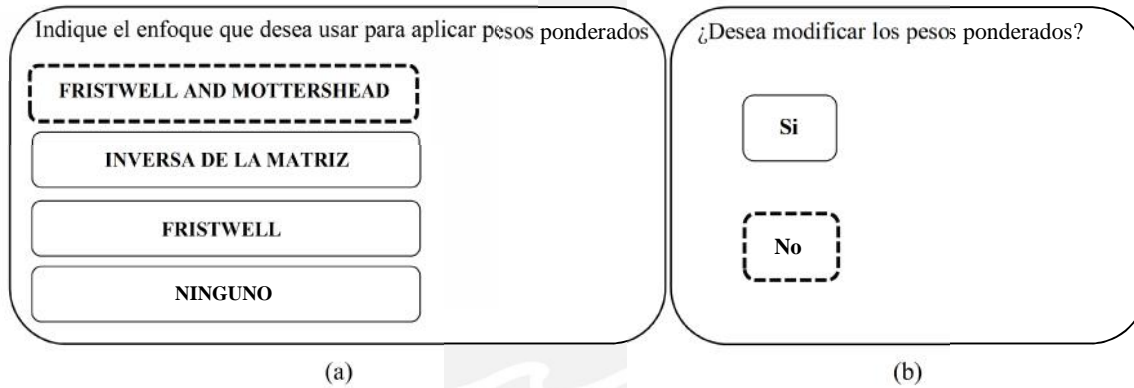 Indique el enfoque que desea usar para aplicar pesos ponderados
FRISTWELL AND MOTTERSHEAD
INVERSA DE LA MATRIZ
FRISTWELL
NINGUNO
(a)
¿Desea modificar los pesos ponderados?
Si
No
(b)